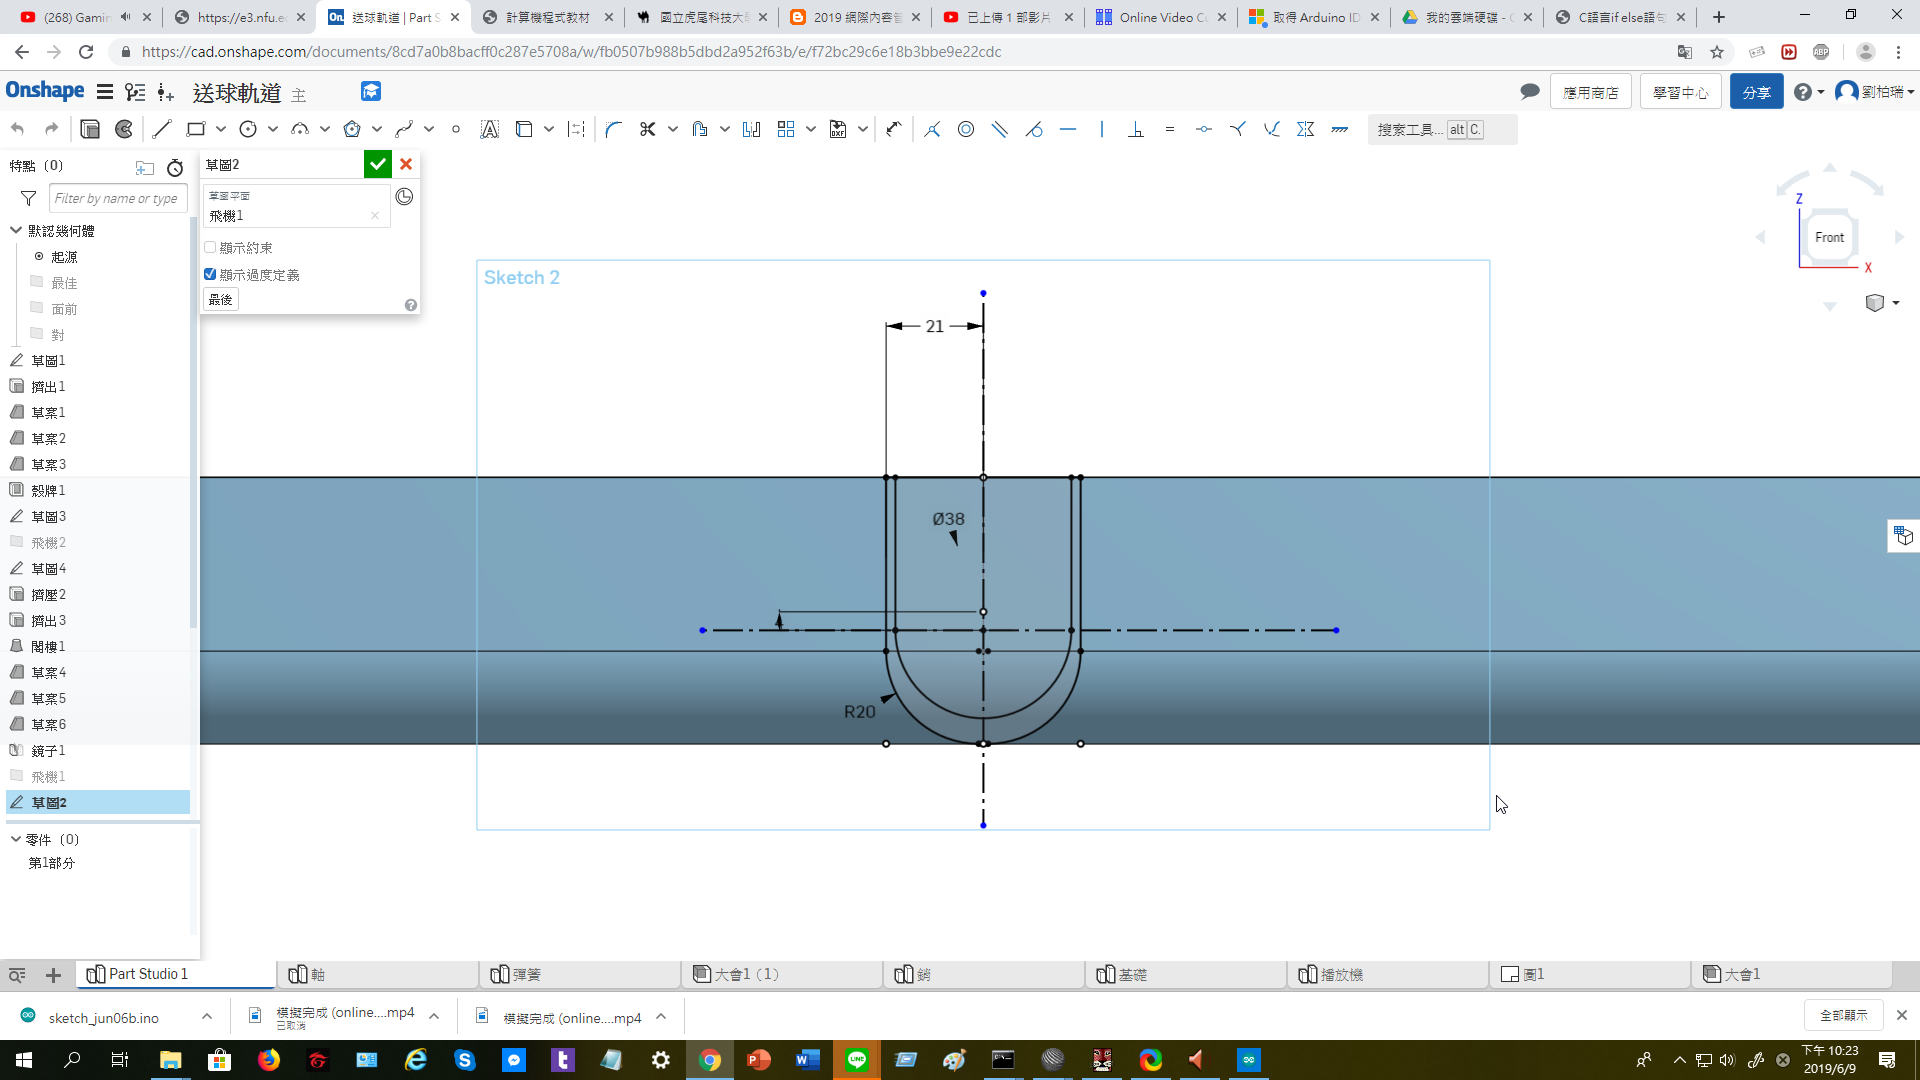 (268) Gamin
https://e3.nfu.e
送球軌道 | Part S
計算機程式教材
國立虎尾科技大
2019 網際內容管
已上傳 1 部影片
Online Video C
取得 Arduino ID
我的雲端硬碟 -
C語言if else語句
https://cad.onshape.com/documents/8cd7a0b8bacff0c287e5708a/w/fb0507b988b5dbd2a952f63b/e/f72bc29c6e18b3bbe9e22cdc
Onshape
送球軌道 主
應用商店
學習中心
分享
劉柏瑞
搜索工具... alt C.
特點 (0)
Filter by name or type
默認幾何體
起源
最佳
面前
對
草圖1
擠出1
草案1
草案2
草案3
殼牌1
草圖3
飛機2
草圖4
擠壓2
擠出3
閣樓1
草案4
草案5
草案6
鏡子1
飛機1
草圖2
零件 (0)
第1部分
草圖2
草圖平面
飛機1
顯示約束
顯示過度定義
最後
Sketch 2
21
Ø38
R20
Z
Front
X
Part Studio 1
軸
彈簧
大會1 (1)
銷
基礎
播放機
圖1
大會1
sketch_jun06b.ino
模擬完成 (online....mp4
已取消
模擬完成 (online....mp4
全部顯示
下午 10:23
2019/6/9